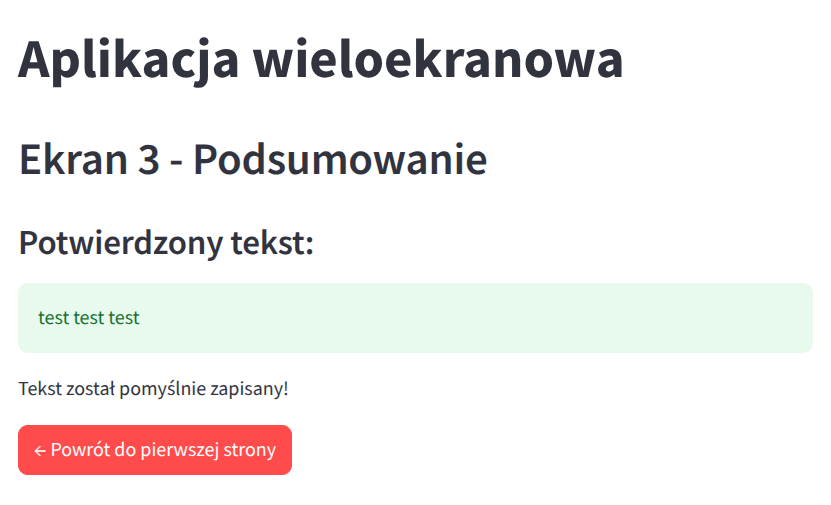 Aplikacja wieloekranowa
Ekran 3 - Podsumowanie
Potwierdzony tekst:
test test test
Tekst został pomyślnie zapisany!
← Powrót do pierwszej strony